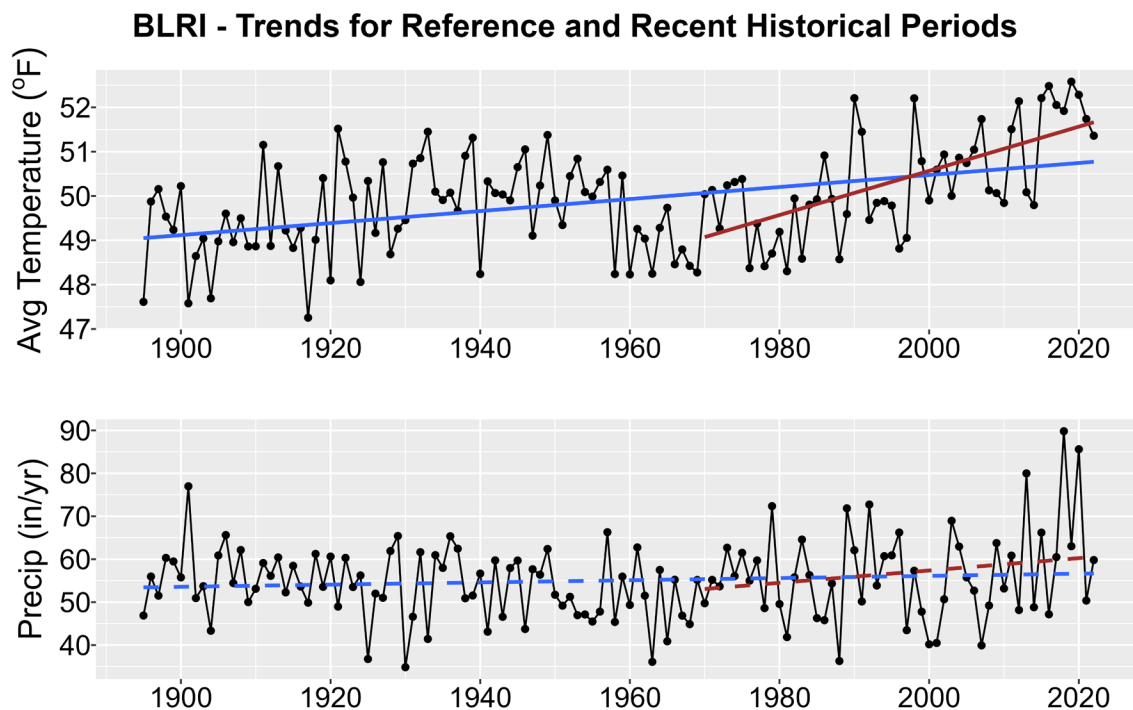 BLRI - Trends for Reference and Recent Historical Periods
Avg Temperature (°F)
52
51
50
49
48
47
1900 1920 1940 1960 1980 2000 2020
Precip (in/yr)
90
80
70
60
50
40
1900 1920 1940 1960 1980 2000 2020